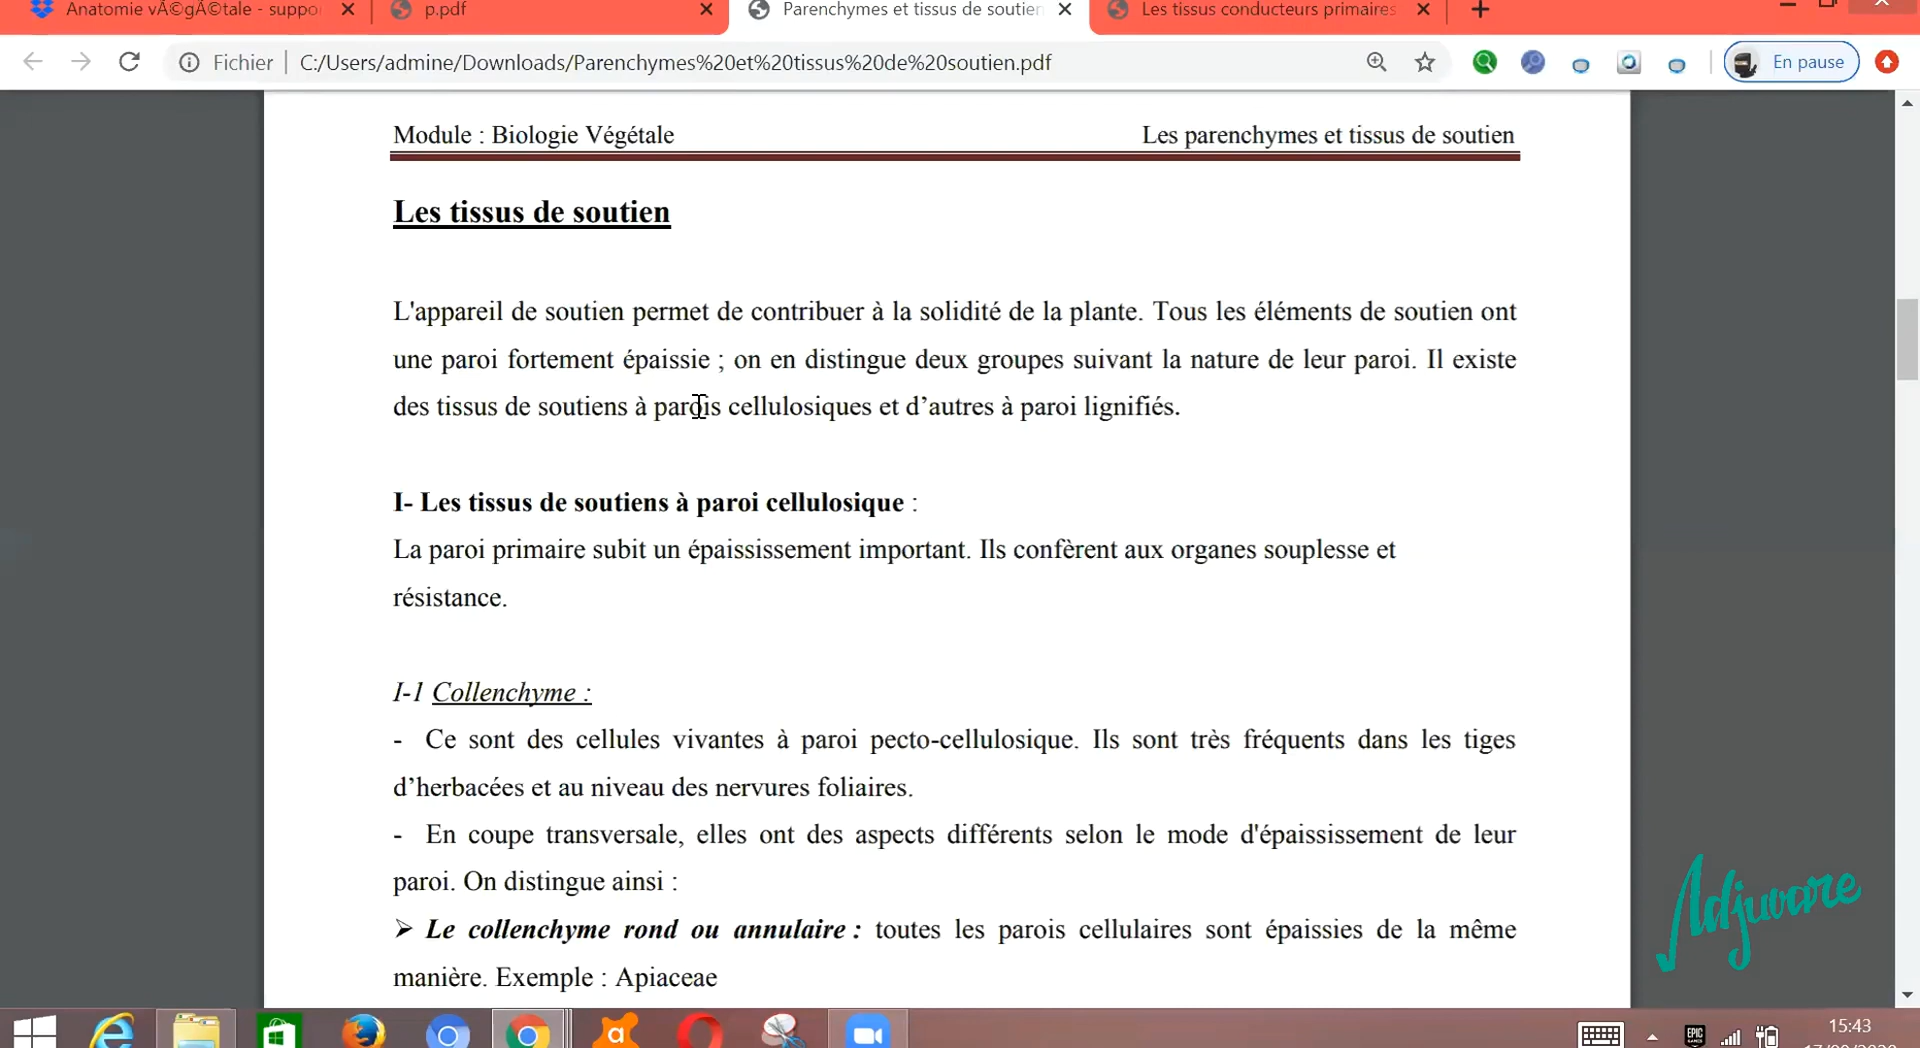 Anatomie vÃ©gÃ©tale - suppo
p.pdf
Parenchymes et tissus de soutien
Les tissus conducteurs primaires
Fichier
C:/Users/admine/Downloads/Parenchymes%20et%20tissus%20de%20soutien.pdf
En pause
Module : Biologie Végétale
Les parenchymes et tissus de soutien
Les tissus de soutien
L'appareil de soutien permet de contribuer à la solidité de la plante. Tous les éléments de soutien ont
une paroi fortement épaissie ; on en distingue deux groupes suivant la nature de leur paroi. Il existe
des tissus de soutiens à parois cellulosiques et d’autres à paroi lignifiés.
I- Les tissus de soutiens à paroi cellulosique :
La paroi primaire subit un épaississement important. Ils confèrent aux organes souplesse et
résistance.
I-1 Collenchyme :
- Ce sont des cellules vivantes à paroi pecto-cellulosique. Ils sont très fréquents dans les tiges
d’herbacées et au niveau des nervures foliaires.
- En coupe transversale, elles ont des aspects différents selon le mode d'épaississement de leur
paroi. On distingue ainsi :
➢ Le collenchyme rond ou annulaire : toutes les parois cellulaires sont épaissies de la même
manière. Exemple : Apiaceae
Adjuvare
EPIC
GAMES
15:43